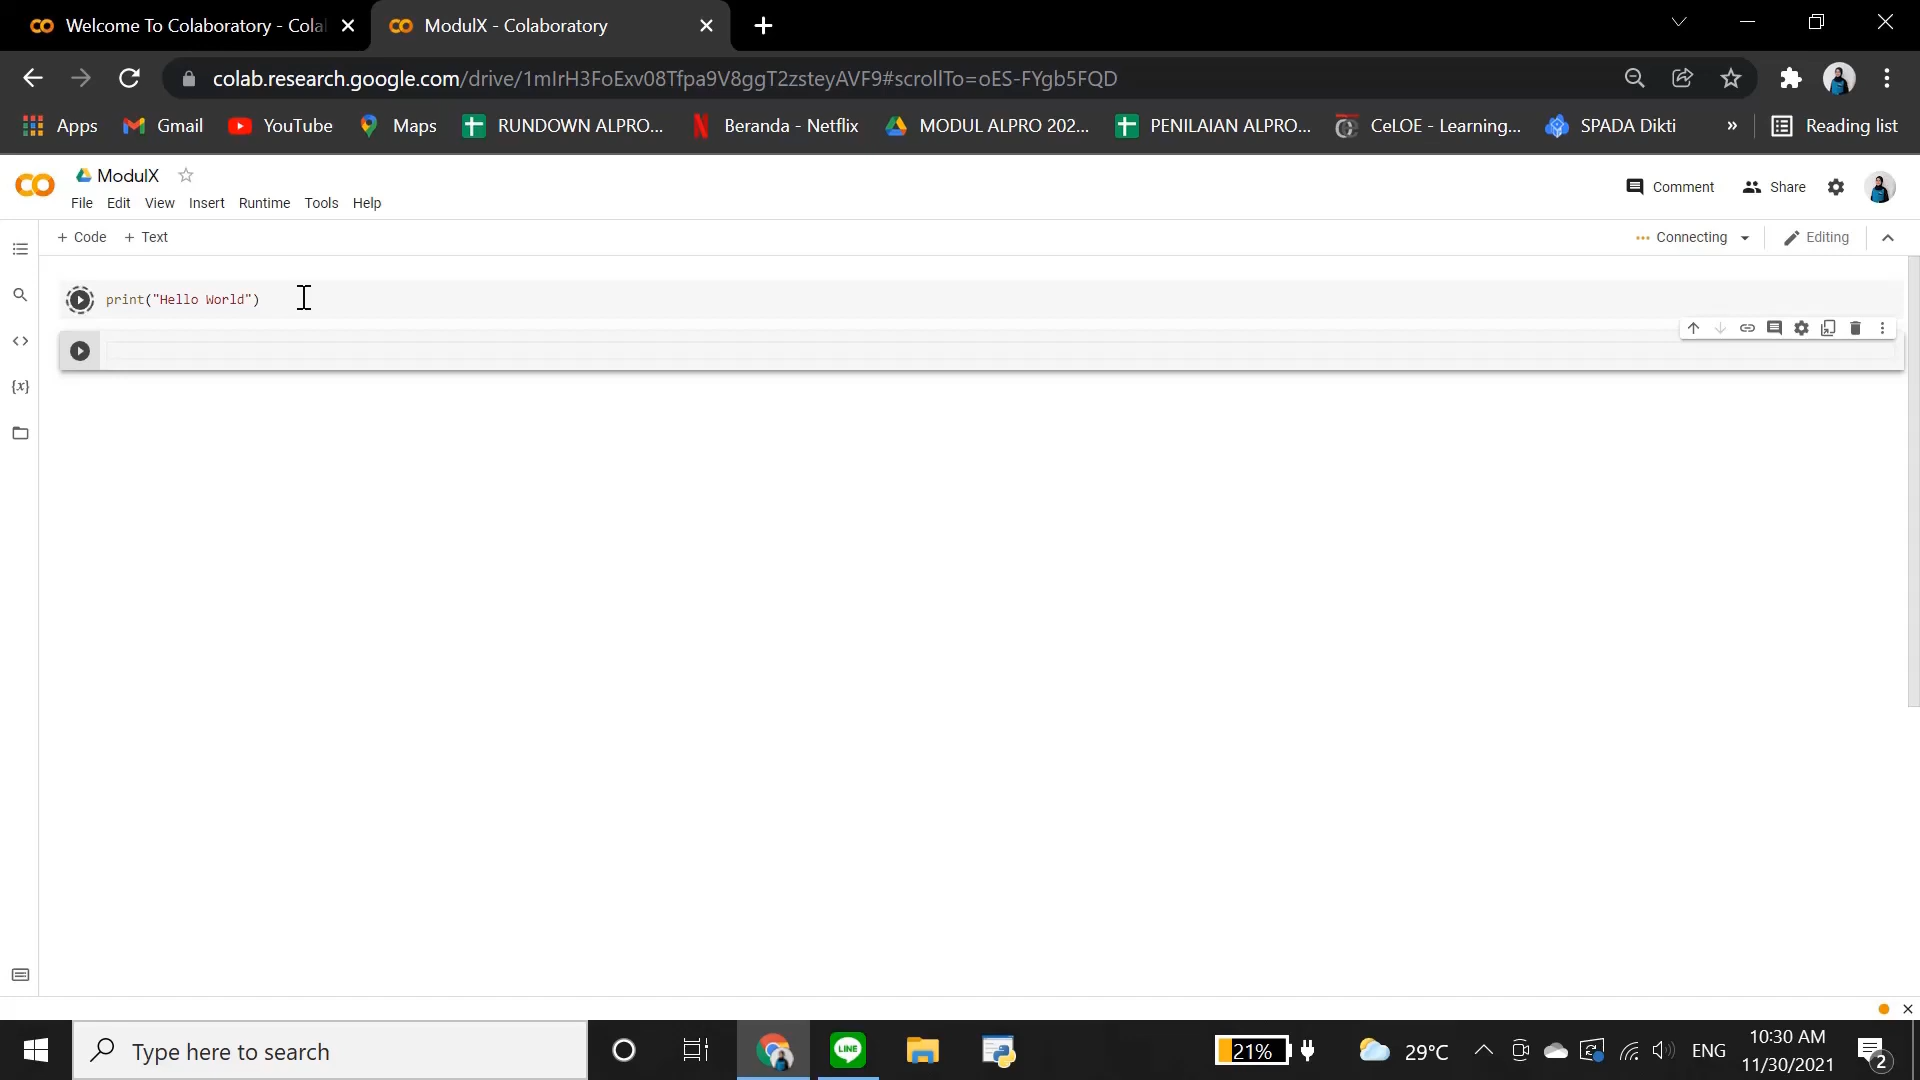 Welcome To Colaboratory - Cola
ModulX - Colaboratory
colab.research.google.com/drive/1mIrH3FoExv08Tfpa9V8ggT2zsteyAVF9#scrollTo=oES-FYgb5FQD
Apps Gmail YouTube Maps RUNDOWN ALPRO... Beranda - Netflix MODUL ALPRO 202... PENILAIAN ALPRO... CeLOE - Learning... SPADA Dikti » Reading list
ModulX
Comment Share
File Edit View Insert Runtime Tools Help
+ Code + Text
Connecting Editing
print("Hello World")
{x}
Type here to search
LINE
21%
29°C
ENG
10:30 AM
11/30/2021
2